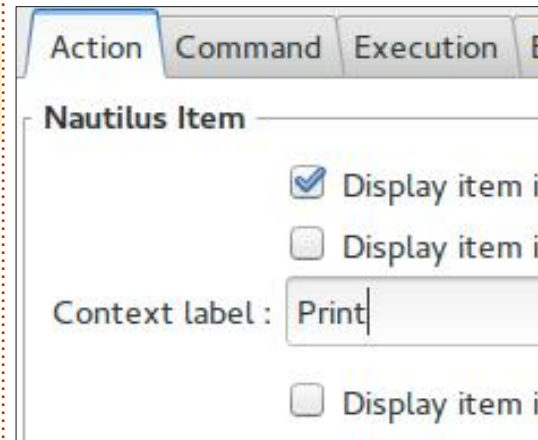 Action Command Execution
Nautilus Item
Display item
Display item
Context label : Print
Display item